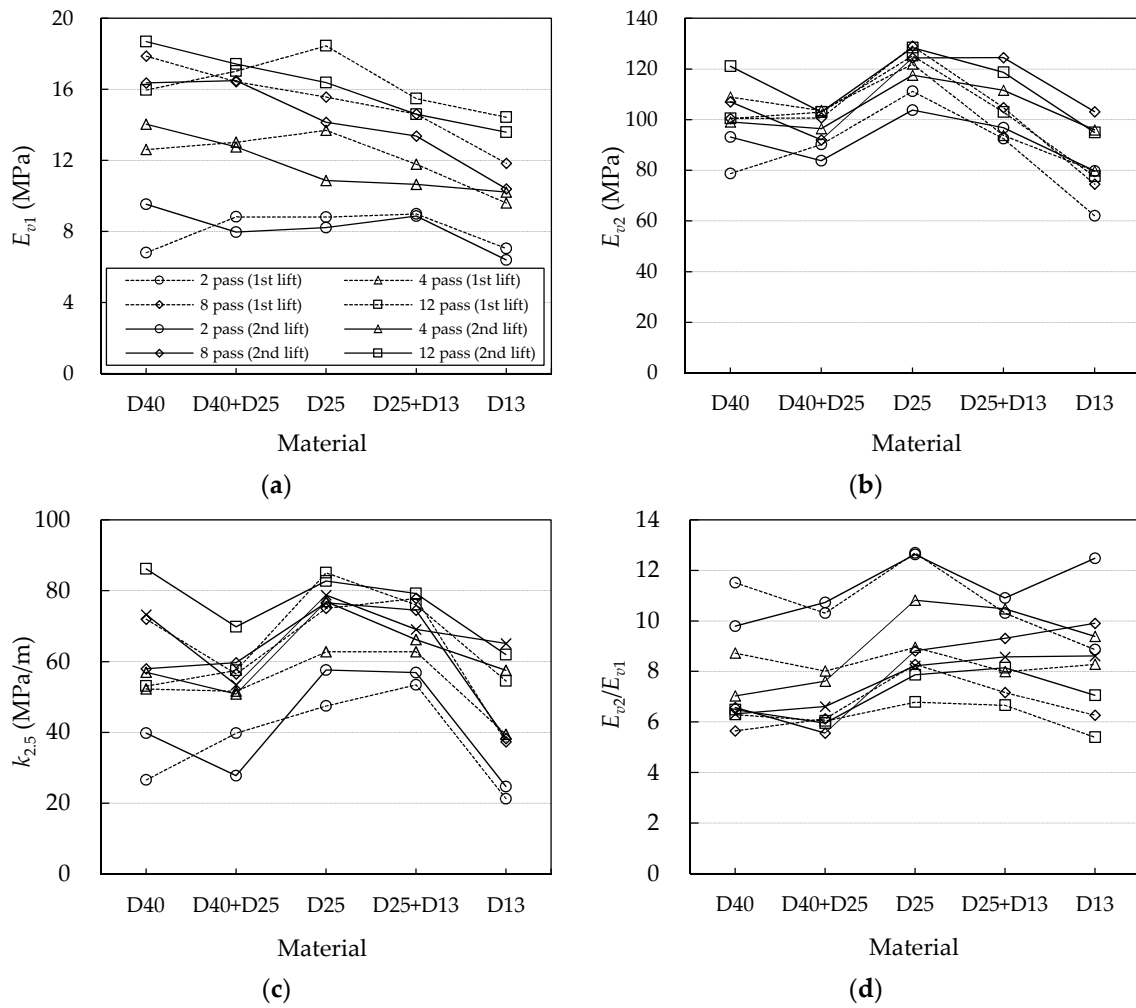 20
16
12
8
4
0
E_v1 (MPa)
2 pass (1st lift)
4 pass (1st lift)
8 pass (1st lift)
12 pass (1st lift)
2 pass (2nd lift)
4 pass (2nd lift)
8 pass (2nd lift)
12 pass (2nd lift)
D40 D40+D25 D25 D25+D13 D13
Material
(a)
140
120
100
80
60
40
20
0
E_v2 (MPa)
D40 D40+D25 D25 D25+D13 D13
Material
(b)
100
80
60
40
20
0
k_2.5 (MPa/m)
D40 D40+D25 D25 D25+D13 D13
Material
(c)
14
12
10
8
6
4
2
0
E_v2/E_v1
D40 D40+D25 D25 D25+D13 D13
Material
(d)